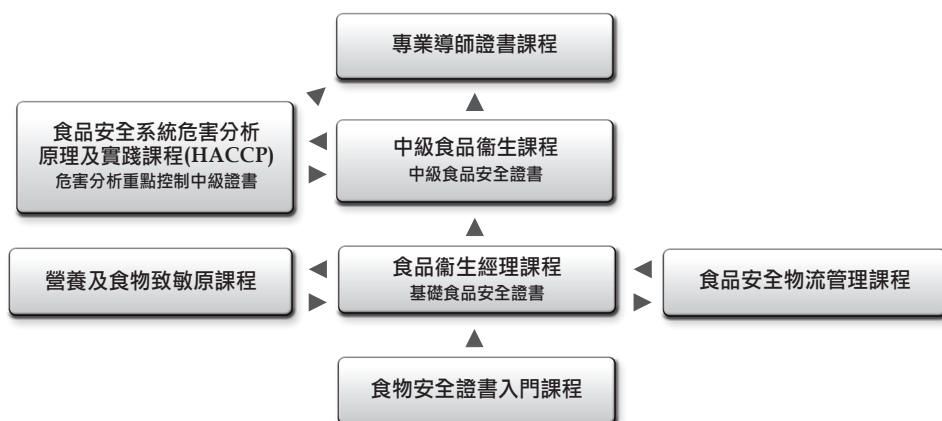 專業導師證書課程
食品安全系統危害分析
原理及實踐課程(HACCP)
危害分析重點控制中級證書
中級食品衞生課程
中級食品安全證書
營養及食物致敏原課程
食品衞生經理課程
基礎食品安全證書
食品安全物流管理課程
食物安全證書入門課程